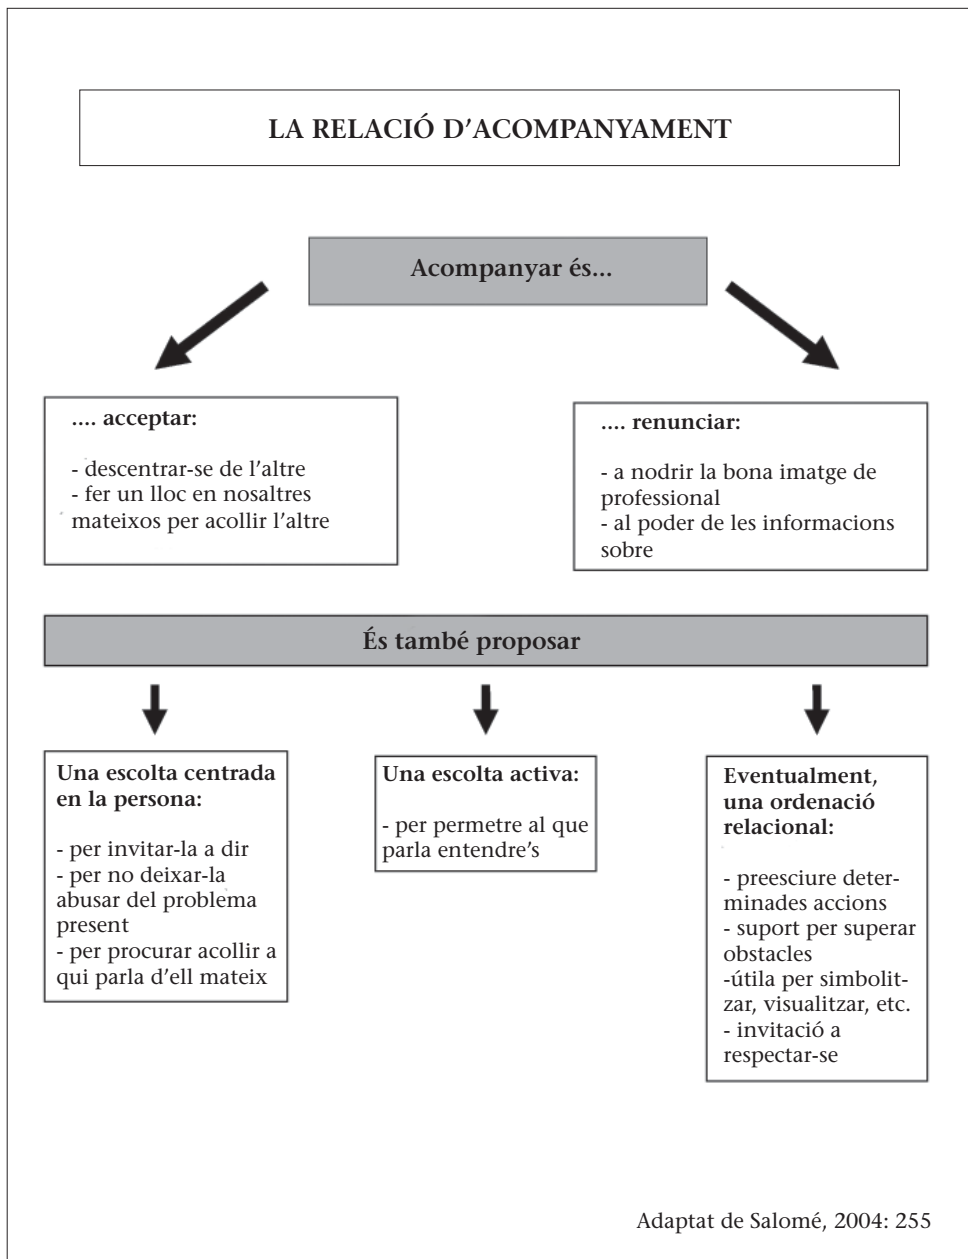 LA RELACIÓ D'ACOMPANYAMENT
Acompanyar és...
.... acceptar:
- descentrar-se de l'altre
- fer un lloc en nosaltres
mateixos per acollir l'altre
.... renunciar:
- a nodrir la bona imatge de
professional
- al poder de les informacions
sobre
És també proposar
Una escolta centrada
en la persona:
- per invitar-la a dir
- per no deixar-la
abusar del problema
present
- per procurar acollir a
qui parla d'ell mateix
Una escolta activa:
- per permetre al que
parla entendre's
Eventualment,
una ordenació
relacional:
- preesciure deter-
minades accions
- suport per superar
obstacles
-útila per simbolit-
zar, visualitzar, etc.
- invitació a
respectar-se
Adaptat de Salomé, 2004: 255